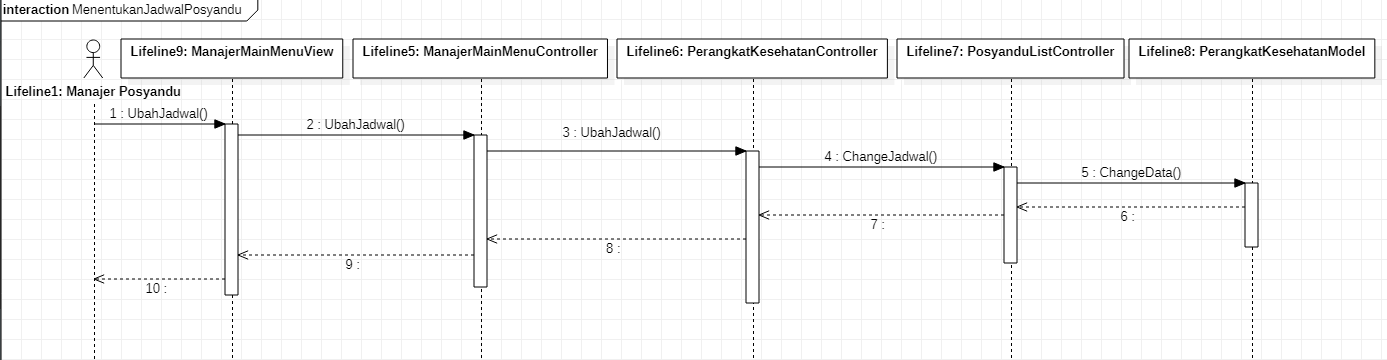 interaction MenentukanJadwalPosyandu
Lifeline9: ManajerMainMenuView
Lifeline5: ManajerMainMenuController
Lifeline6: PerangkatKesehatanController
Lifeline7: PosyanduListController
Lifeline8: PerangkatKesehatanModel
Lifeline1: Manajer Posyandu
1 : UbahJadwal()
2 : UbahJadwal()
3 : UbahJadwal()
4 : ChangeJadwal()
5 : ChangeData()
6 :
7 :
8 :
9 :
10 :